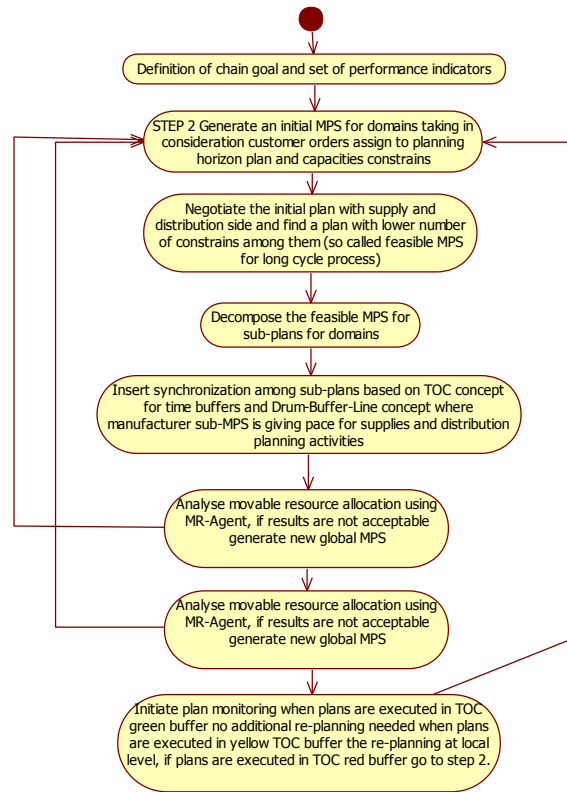 Definition of chain goal and set of performance indicators
STEP 2 Generate an initial MPS for domains taking in
consideration customer orders assign to planning
horizon plan and capacities constrains
Negotiate the initial plan with supply and
distribution side and find a plan with lower number
of constrains among them (so called feasible MPS
for long cycle process)
Decompose the feasible MPS for
sub-plans for domains
Insert synchronization among sub-plans based on TOC concept
for time buffers and Drum-Buffer-Line concept where
manufacturer sub-MPS is giving pace for supplies and distribution
planning activities
Analyse movable resource allocation using
MR-Agent, if results are not acceptable
generate new global MPS
Analyse movable resource allocation using
MR-Agent, if results are not acceptable
generate new global MPS
Initiate plan monitoring when plans are executed in TOC
green buffer no additional re-planning needed when plans
are executed in yellow TOC buffer the re-planning at local
level, if plans are executed in TOC red buffer go to step 2.